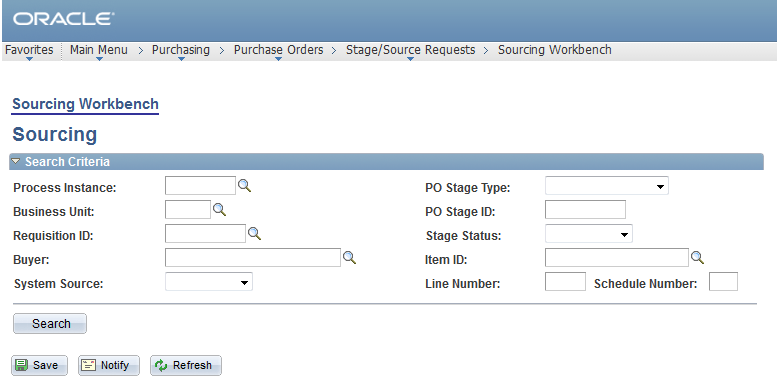 ORACLE
Favorites Main Menu > Purchasing > Purchase Orders > Stage/Source Requests > Sourcing Workbench
Sourcing Workbench
Sourcing
Search Criteria
Process Instance: PO Stage Type:
Business Unit: PO Stage ID:
Requisition ID: Stage Status:
Buyer: Item ID:
System Source: Line Number: Schedule Number:
Search
Save Notify Refresh